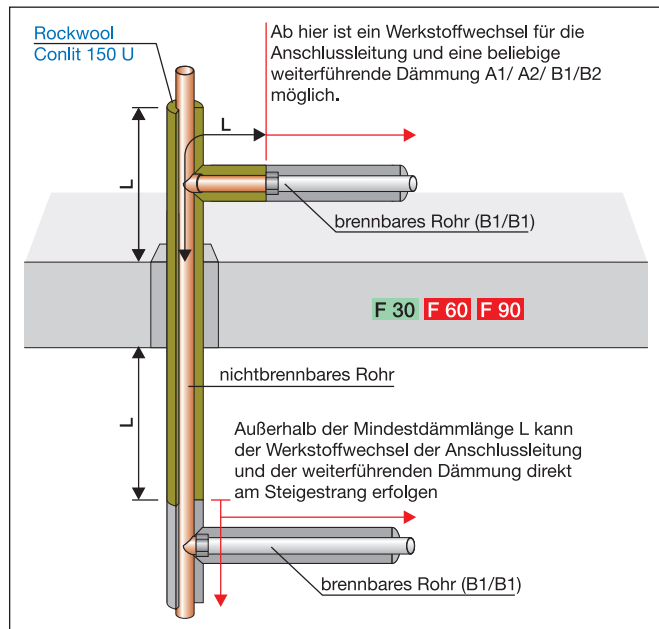 Rockwool
Conlit 150 U
Ab hier ist ein Werkstoffwechsel für die
Anschlussleitung und eine beliebige
weiterführende Dämmung A1/ A2/ B1/B2
möglich.
L
L
brennbares Rohr (B1/B1)
F 30 F 60 F 90
nichtbrennbares Rohr
L
Außerhalb der Mindestdämmlänge L kann
der Werkstoffwechsel der Anschlussleitung
und der weiterführenden Dämmung direkt
am Steigestrang erfolgen
brennbares Rohr (B1/B1)